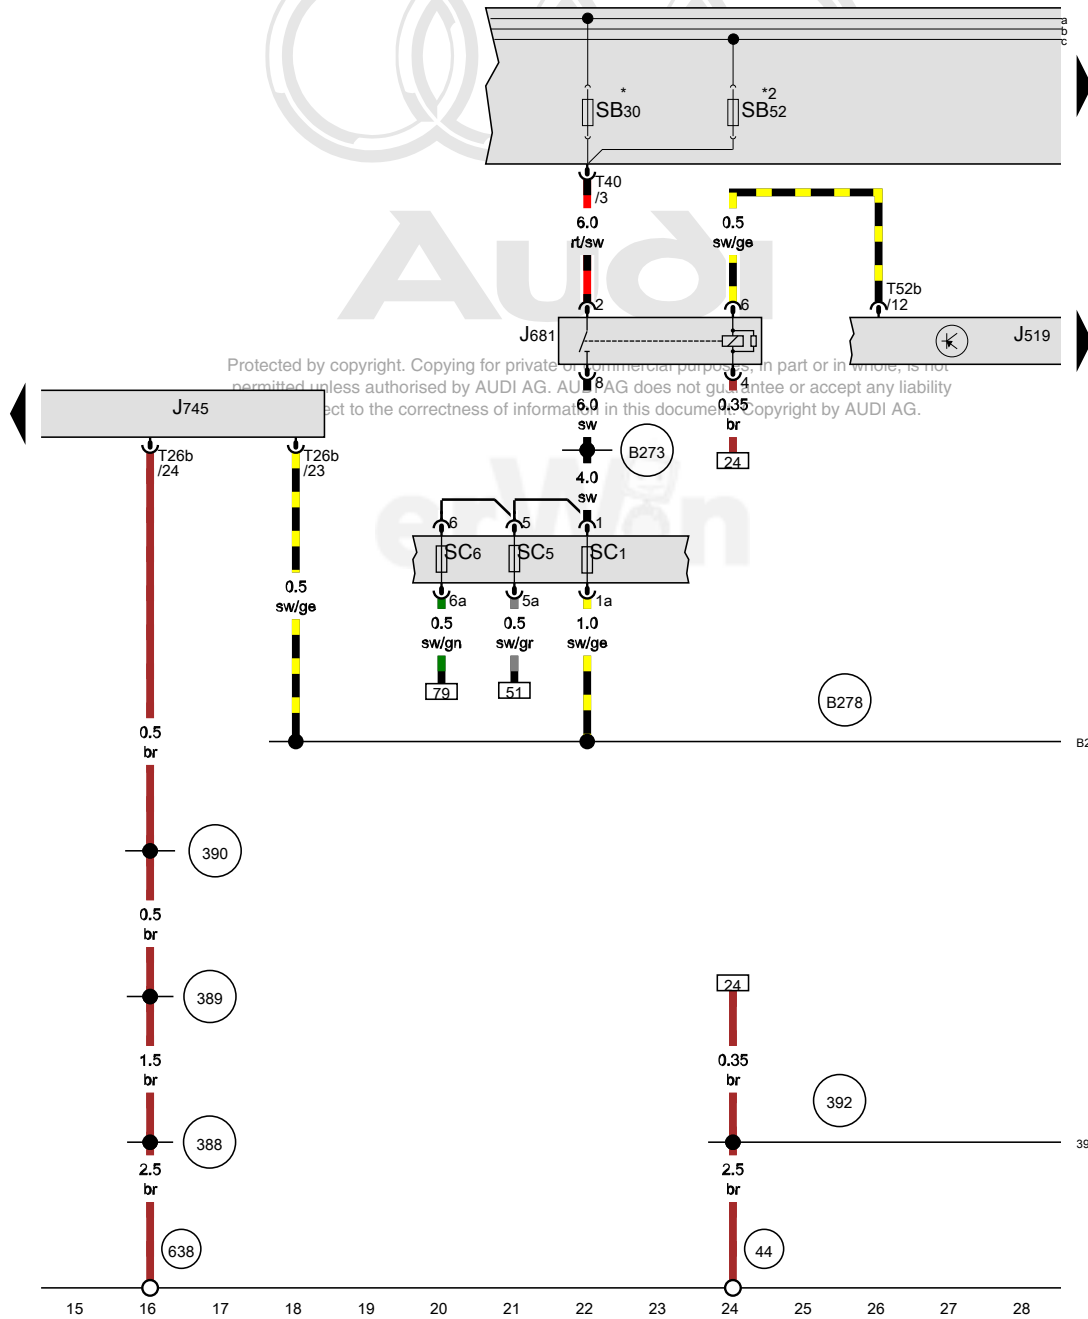 a
b
c
*
SB30
*2
SB52
T40
/3
6.0
rt/sw
0.5
sw/ge
T52b
/12
2
6
J681
J519
Audi
Protected by copyright. Copying for private or commercial purposes, in part or in whole, is not
permitted unless authorised by AUDI AG. AUDI AG does not guarantee or accept any liability
ect to the correctness of information in this document. Copyright by AUDI AG.
8
4
J745
6.0
sw
0.35
br
T26b
/24
T26b
/23
B273
24
4.0
sw
erWin
6
5
1
SC6
SC5
SC1
6a
5a
1a
0.5
sw/ge
0.5
sw/gn
0.5
sw/gr
1.0
sw/ge
79
51
B278
0.5
br
B2
390
0.5
br
389
24
1.5
br
0.35
br
392
388
39
2.5
br
2.5
br
638
44
15 16 17 18 19 20 21 22 23 24 25 26 27 28